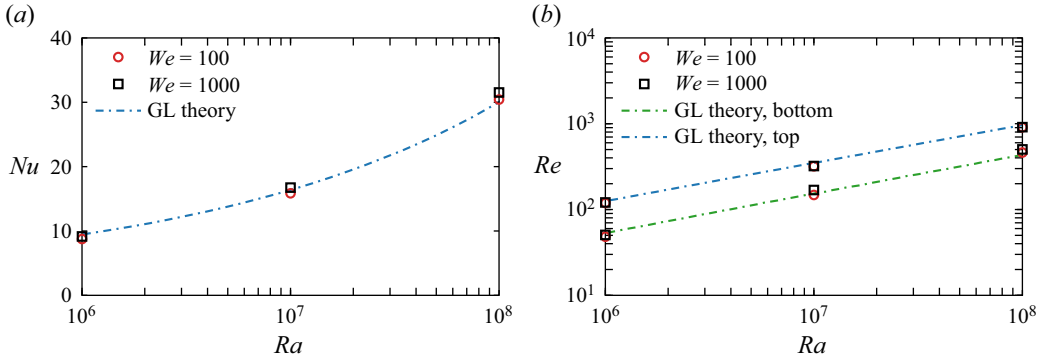 (a)
40
30
20
10
0
Nu
We = 100
We = 1000
GL theory
10^6
10^7
10^8
Ra
(b)
10^4
10^3
10^2
10^1
Re
We = 100
We = 1000
GL theory, bottom
GL theory, top
10^6
10^7
10^8
Ra